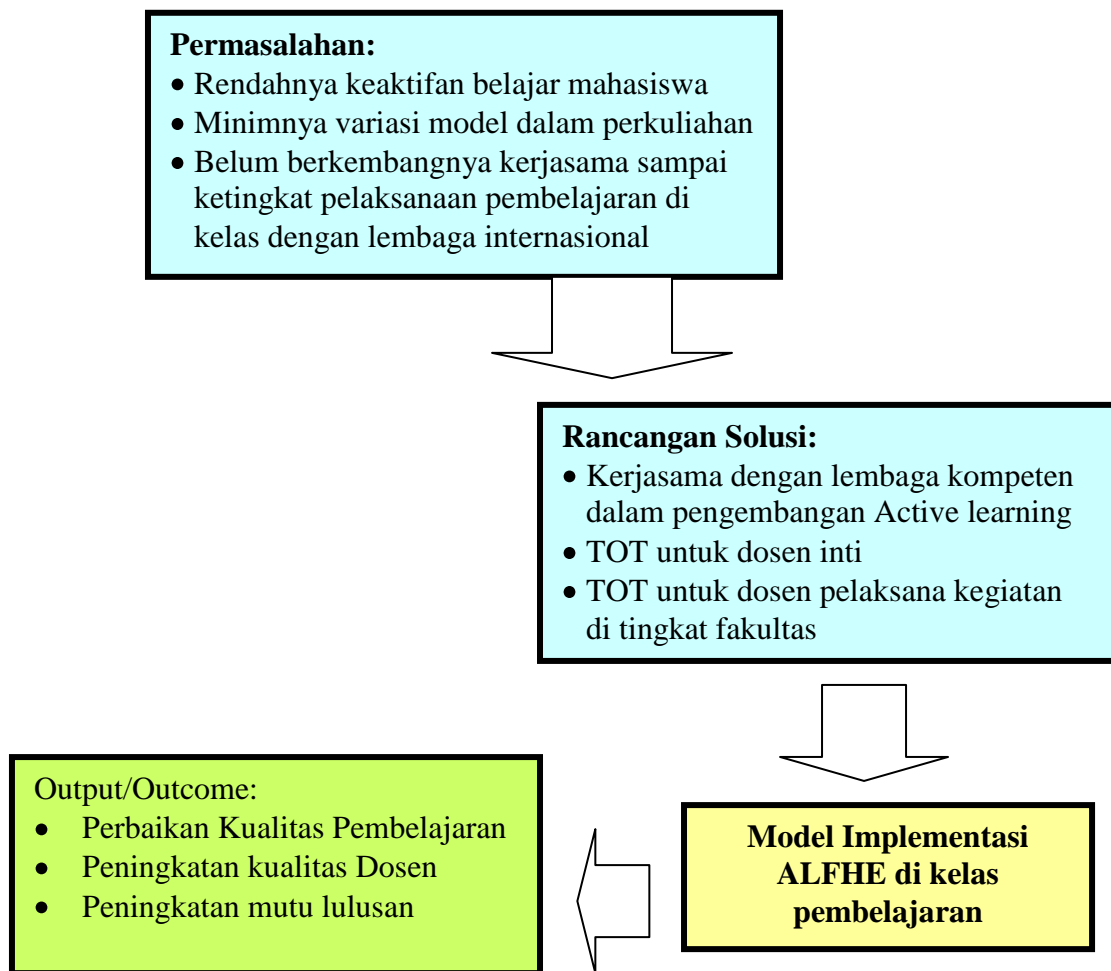 Permasalahan:
• Rendahnya keaktifan belajar mahasiswa
• Minimnya variasi model dalam perkuliahan
• Belum berkembangnya kerjasama sampai
ketingkat pelaksanaan pembelajaran di
kelas dengan lembaga internasional
Rancangan Solusi:
• Kerjasama dengan lembaga kompeten
dalam pengembangan Active learning
• TOT untuk dosen inti
• TOT untuk dosen pelaksana kegiatan
di tingkat fakultas
Model Implementasi
ALFHE di kelas
pembelajaran
Output/Outcome:
• Perbaikan Kualitas Pembelajaran
• Peningkatan kualitas Dosen
• Peningkatan mutu lulusan